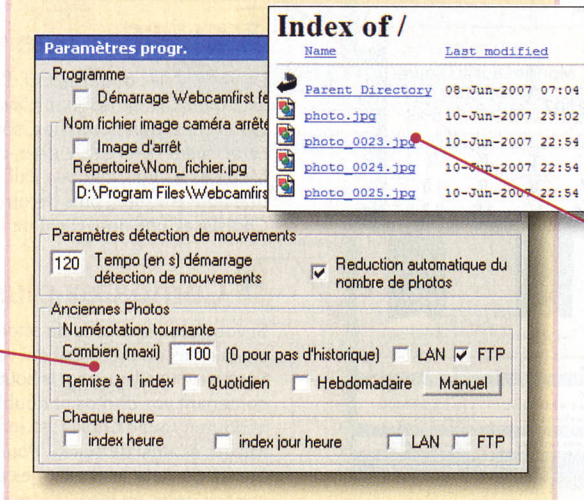 Index of /
Name Last modified
Parent Directory 08-Jun-2007 07:04
photo.jpg 10-Jun-2007 23:02
photo_0023.jpg 10-Jun-2007 22:54
photo_0024.jpg 10-Jun-2007 22:54
photo_0025.jpg 10-Jun-2007 22:54
Paramètres progr.
Programme
Démarrage Webcamfirst fe
Nom fichier image caméra arrêté
Image d'arrêt
Répertoire\Nom_fichier.jpg
D:\Program Files\Webcamfirs
Paramètres détection de mouvements
120 Tempo (en s) démarrage
détection de mouvements
Reduction automatique du
nombre de photos
Anciennes Photos
Numérotation tournante
Combien (maxi) 100 (0 pour pas d'historique) LAN FTP
Remise à 1 index Quotidien Hebdomadaire Manuel
Chaque heure
index heure index jour heure LAN FTP